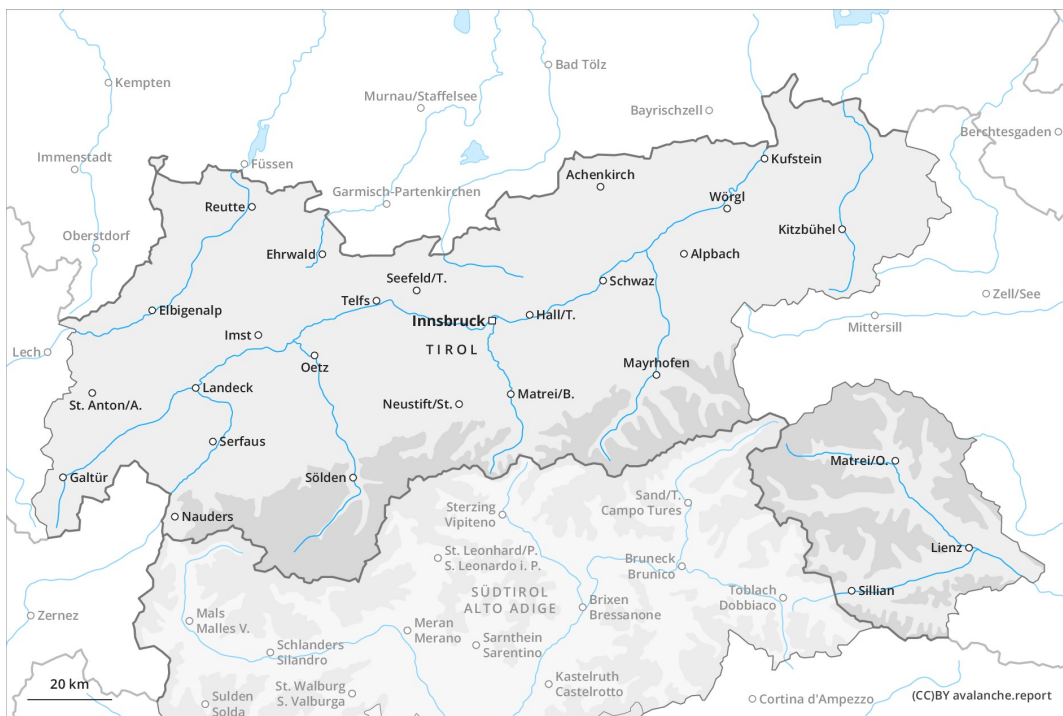 Kempten
Bad Tölz
Murnau/Staffelsee
Bayrischzell
Berchtesgaden
Immenstadt
Füssen
Kufstein
Achenkirch
Garmisch-Partenkirchen
Reutte
Wörgl
Kitzbühel
Oberstdorf
Ehrwald
Alpbach
Seefeld/T.
Schwaz
Zell/See
Telfs
Elbigenalp
Innsbruck
Hall/T.
Mittersill
Imst
TIROL
Lech
Oetz
Mayrhofen
Landeck
St. Anton/A.
Neustift/St.
Matrei/B.
Serfaus
Matrei/O.
Galtür
Sölden
Sand/T.
Campo Tures
Nauders
Sterzing
Vipiteno
Lienz
St. Leonhard/P.
S. Leonardo i. P.
Bruneck
Brunico
SÜDTIROL
ALTO ADIGE
Toblach
Dobbiaco
Sillian
Brixen
Bressanone
Zernez
Mals
Malles V.
Meran
Merano
Sarnthein
Sarentino
Schlanders
Silandro
20 km
St. Walburg
S. Valburga
Kastelruth
Castelrotto
Sulden
Solda
Cortina d'Ampezzo
(CC)BY avalanche.report